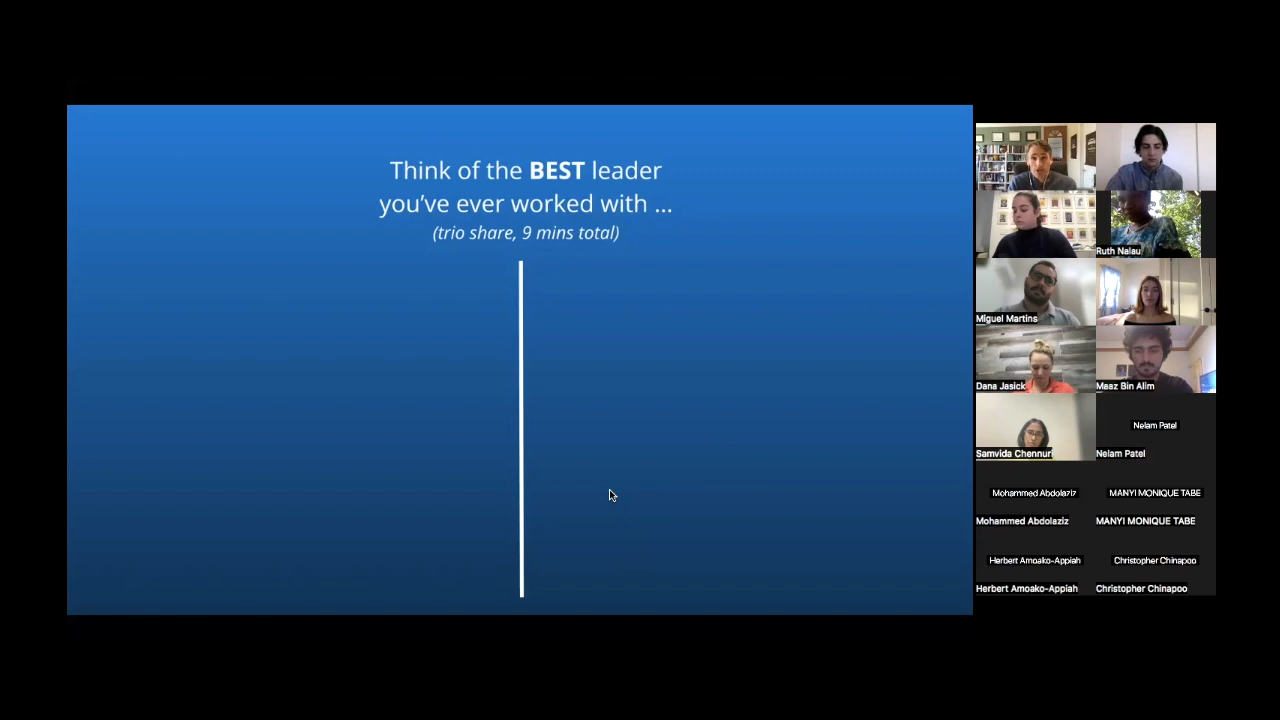 Think of the BEST leader
you've ever worked with ...
(trio share, 9 mins total)
Ruth Nalau
Miguel Martins
Dana Jasick
Maaz Bin Alim
Samvida Chennuri
Nelam Patel
Nelam Patel
Mohammed Abdolaziz
MANYI MONIQUE TABE
Mohammed Abdolaziz
MANYI MONIQUE TABE
Herbert Amoako-Appiah
Christopher Chinapoo
Herbert Amoako-Appiah
Christopher Chinapoo